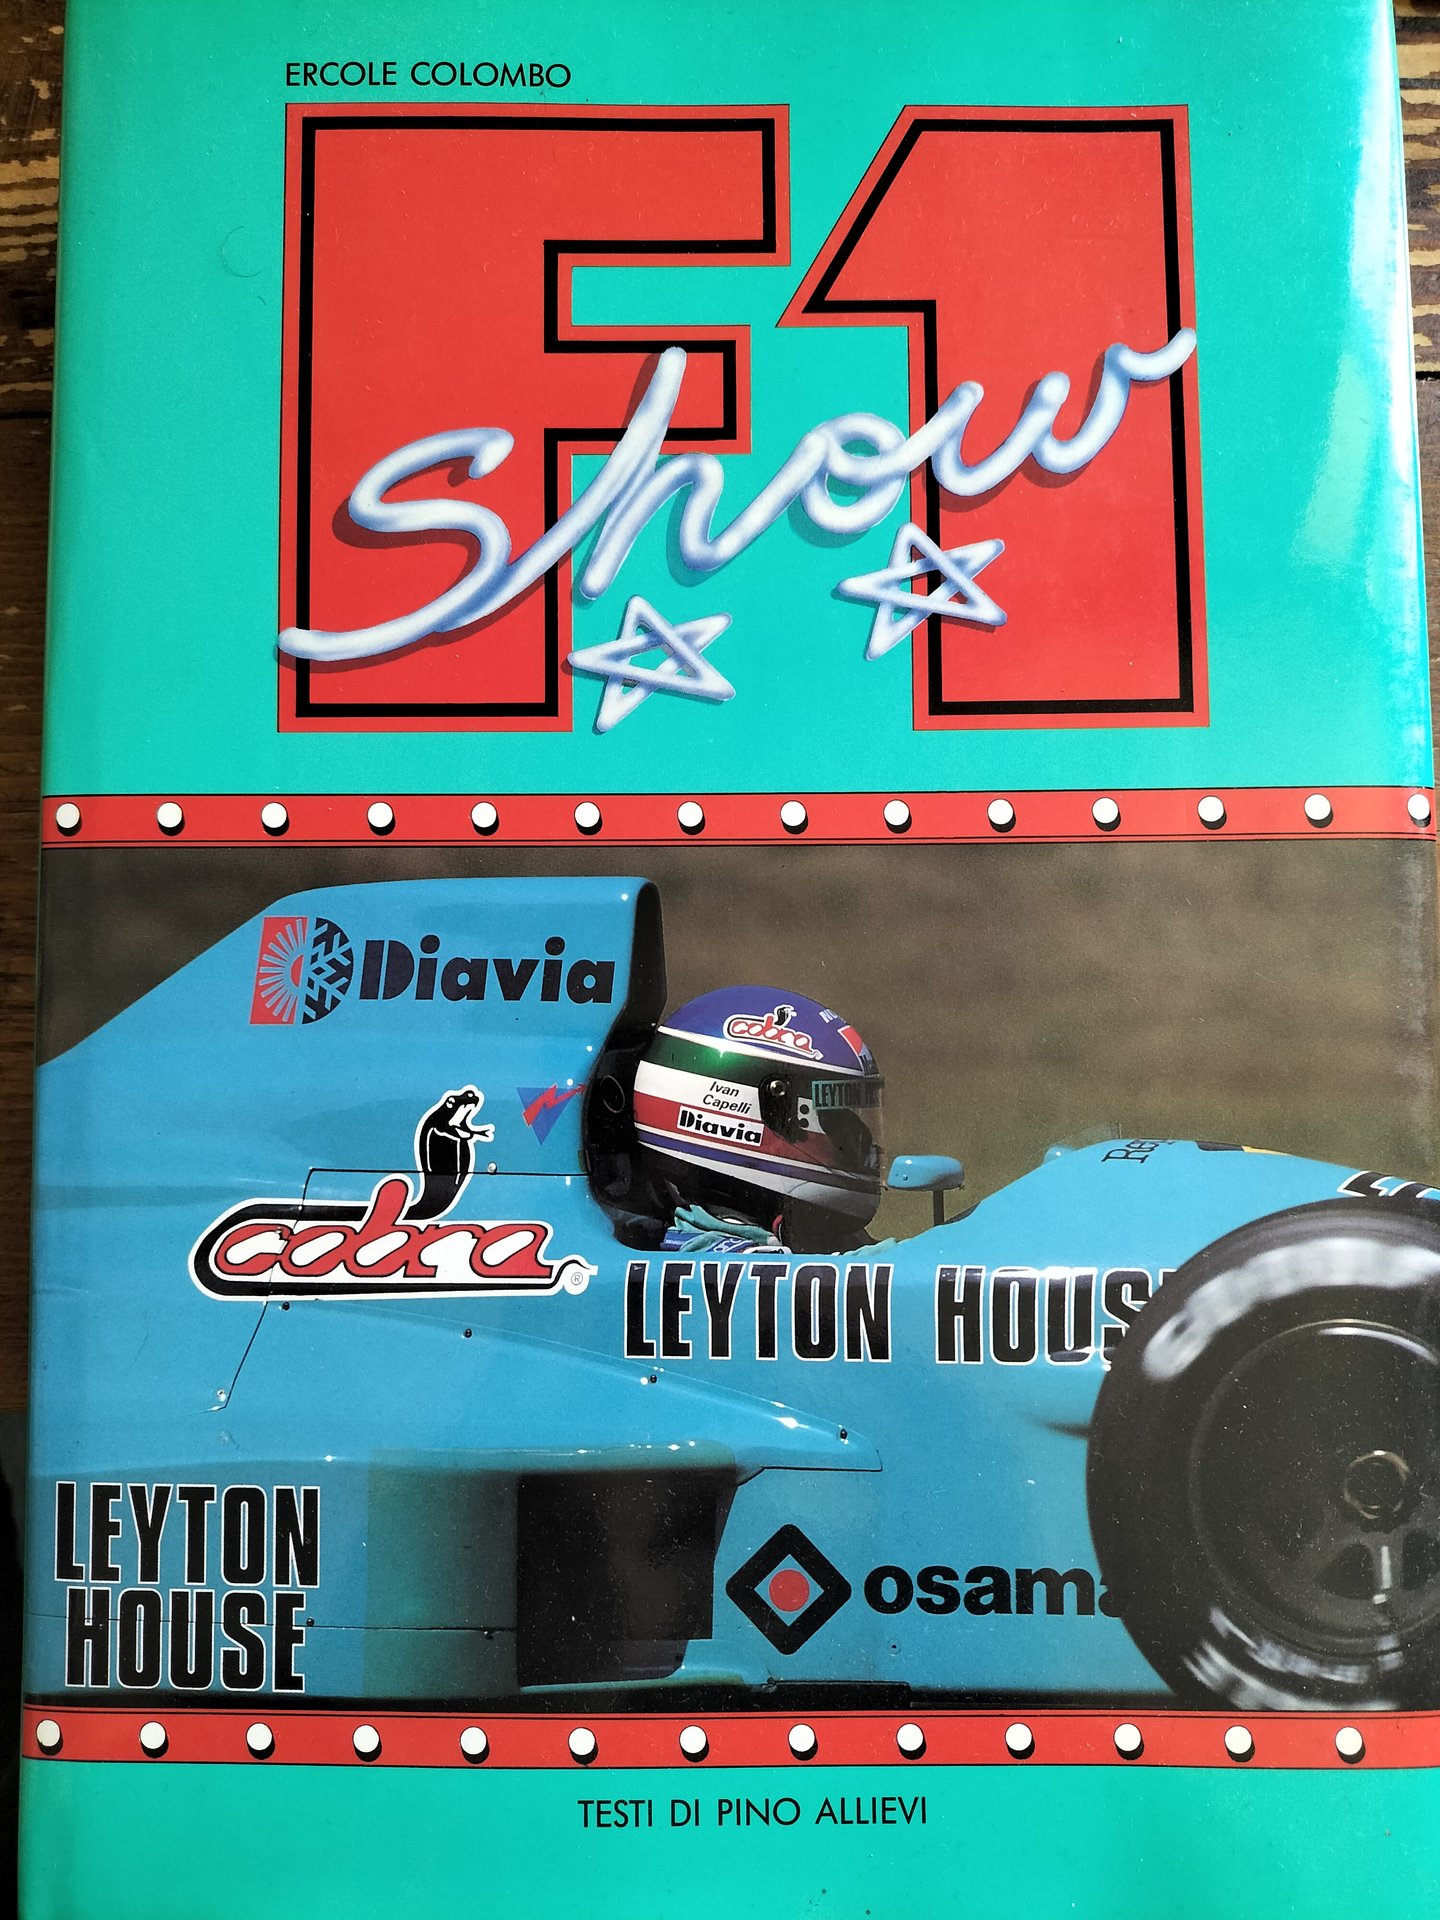 ERCOLE COLOMBO
F1
Show
Diavia
cobra
Ivan
Capelli
Diavia
LEYTON
cobra
®
LEYTON HOUS
LEYTON
HOUSE
osama
TESTI DI PINO ALLIEVI